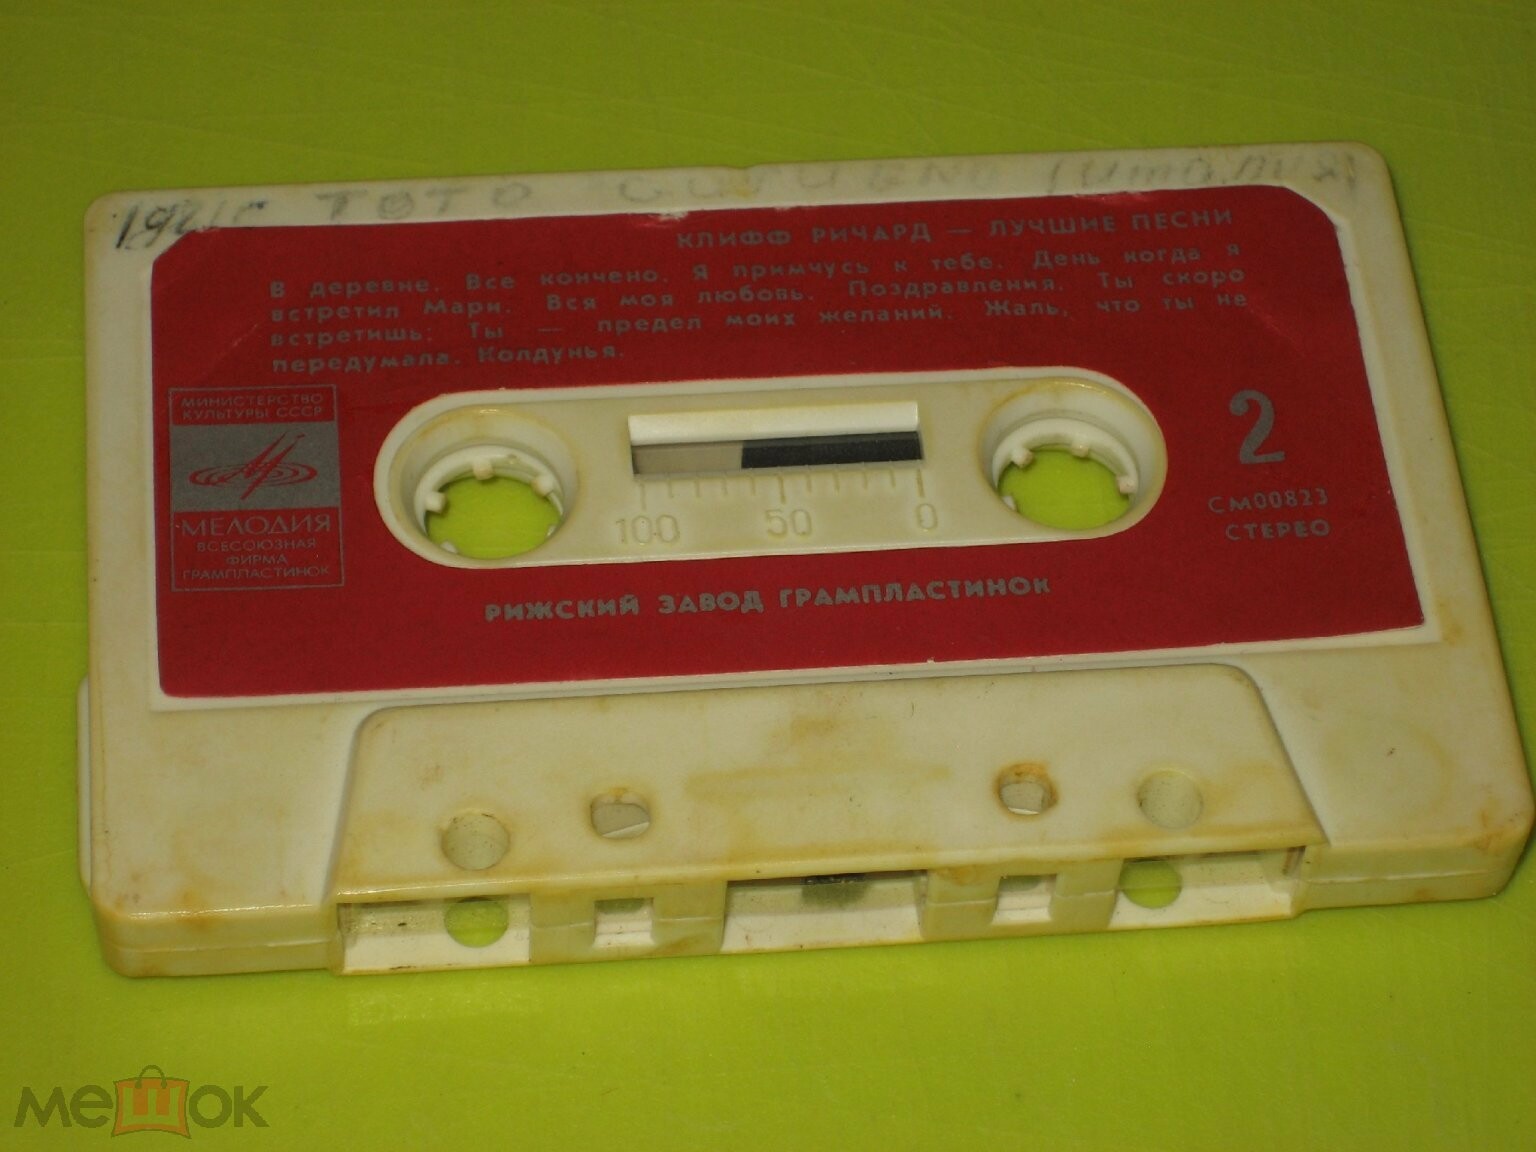 КЛИФФ РИЧАРД — ЛУЧШИЕ ПЕСНИ
В деревне. Все кончено. Я примчусь к тебе. День когда я
встретил Мари. Вся моя любовь. Поздравления. Ты скоро
встретишь. Ты — предел моих желаний. Жаль, что ты не
передумала. Колдунья.
МИНИСТЕРСТВО
КУЛЬТУРЫ СССР
МЕЛОДИЯ
ВСЕСОЮЗНАЯ
ФИРМА
ГРАМПЛАСТИНОК
100 50 0
2
СМ00823
СТЕРЕО
РИЖСКИЙ ЗАВОД ГРАМПЛАСТИНОК
мешок